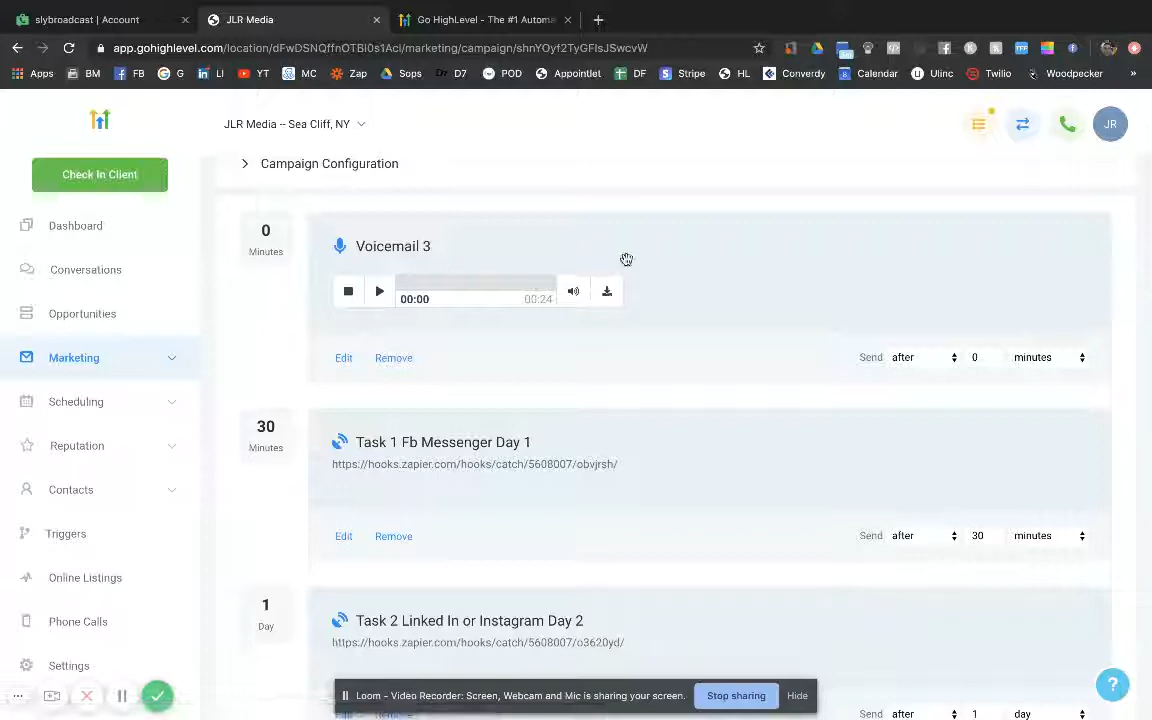 slybroadcast | Account
JLR Media
Go HighLevel - The #1 Automa
app.gohighlevel.com/location/dFwDSNQffnOTBl0s1Acl/marketing/campaign/shnYOyf2TyGFIsJSwcvW
Apps BM FB G LI YT MC Zap Sops D7 POD Appointlet DF Stripe HL Converdy Calendar Ulinc Twilio Woodpecker »
JLR Media -- Sea Cliff, NY
JR
Check In Client
Campaign Configuration
Dashboard
Conversations
Opportunities
Marketing
Scheduling
Reputation
Contacts
Triggers
Online Listings
Phone Calls
Settings
0
Minutes
Voicemail 3
00:00 00:24
Edit Remove Send after 0 minutes
30
Minutes
Task 1 Fb Messenger Day 1
https://hooks.zapier.com/hooks/catch/5608007/obvjrsh/
Edit Remove Send after 30 minutes
1
Day
Task 2 Linked In or Instagram Day 2
https://hooks.zapier.com/hooks/catch/5608007/o3620yd/
Send after 1 day
Loom - Video Recorder: Screen, Webcam and Mic is sharing your screen. Stop sharing Hide
?